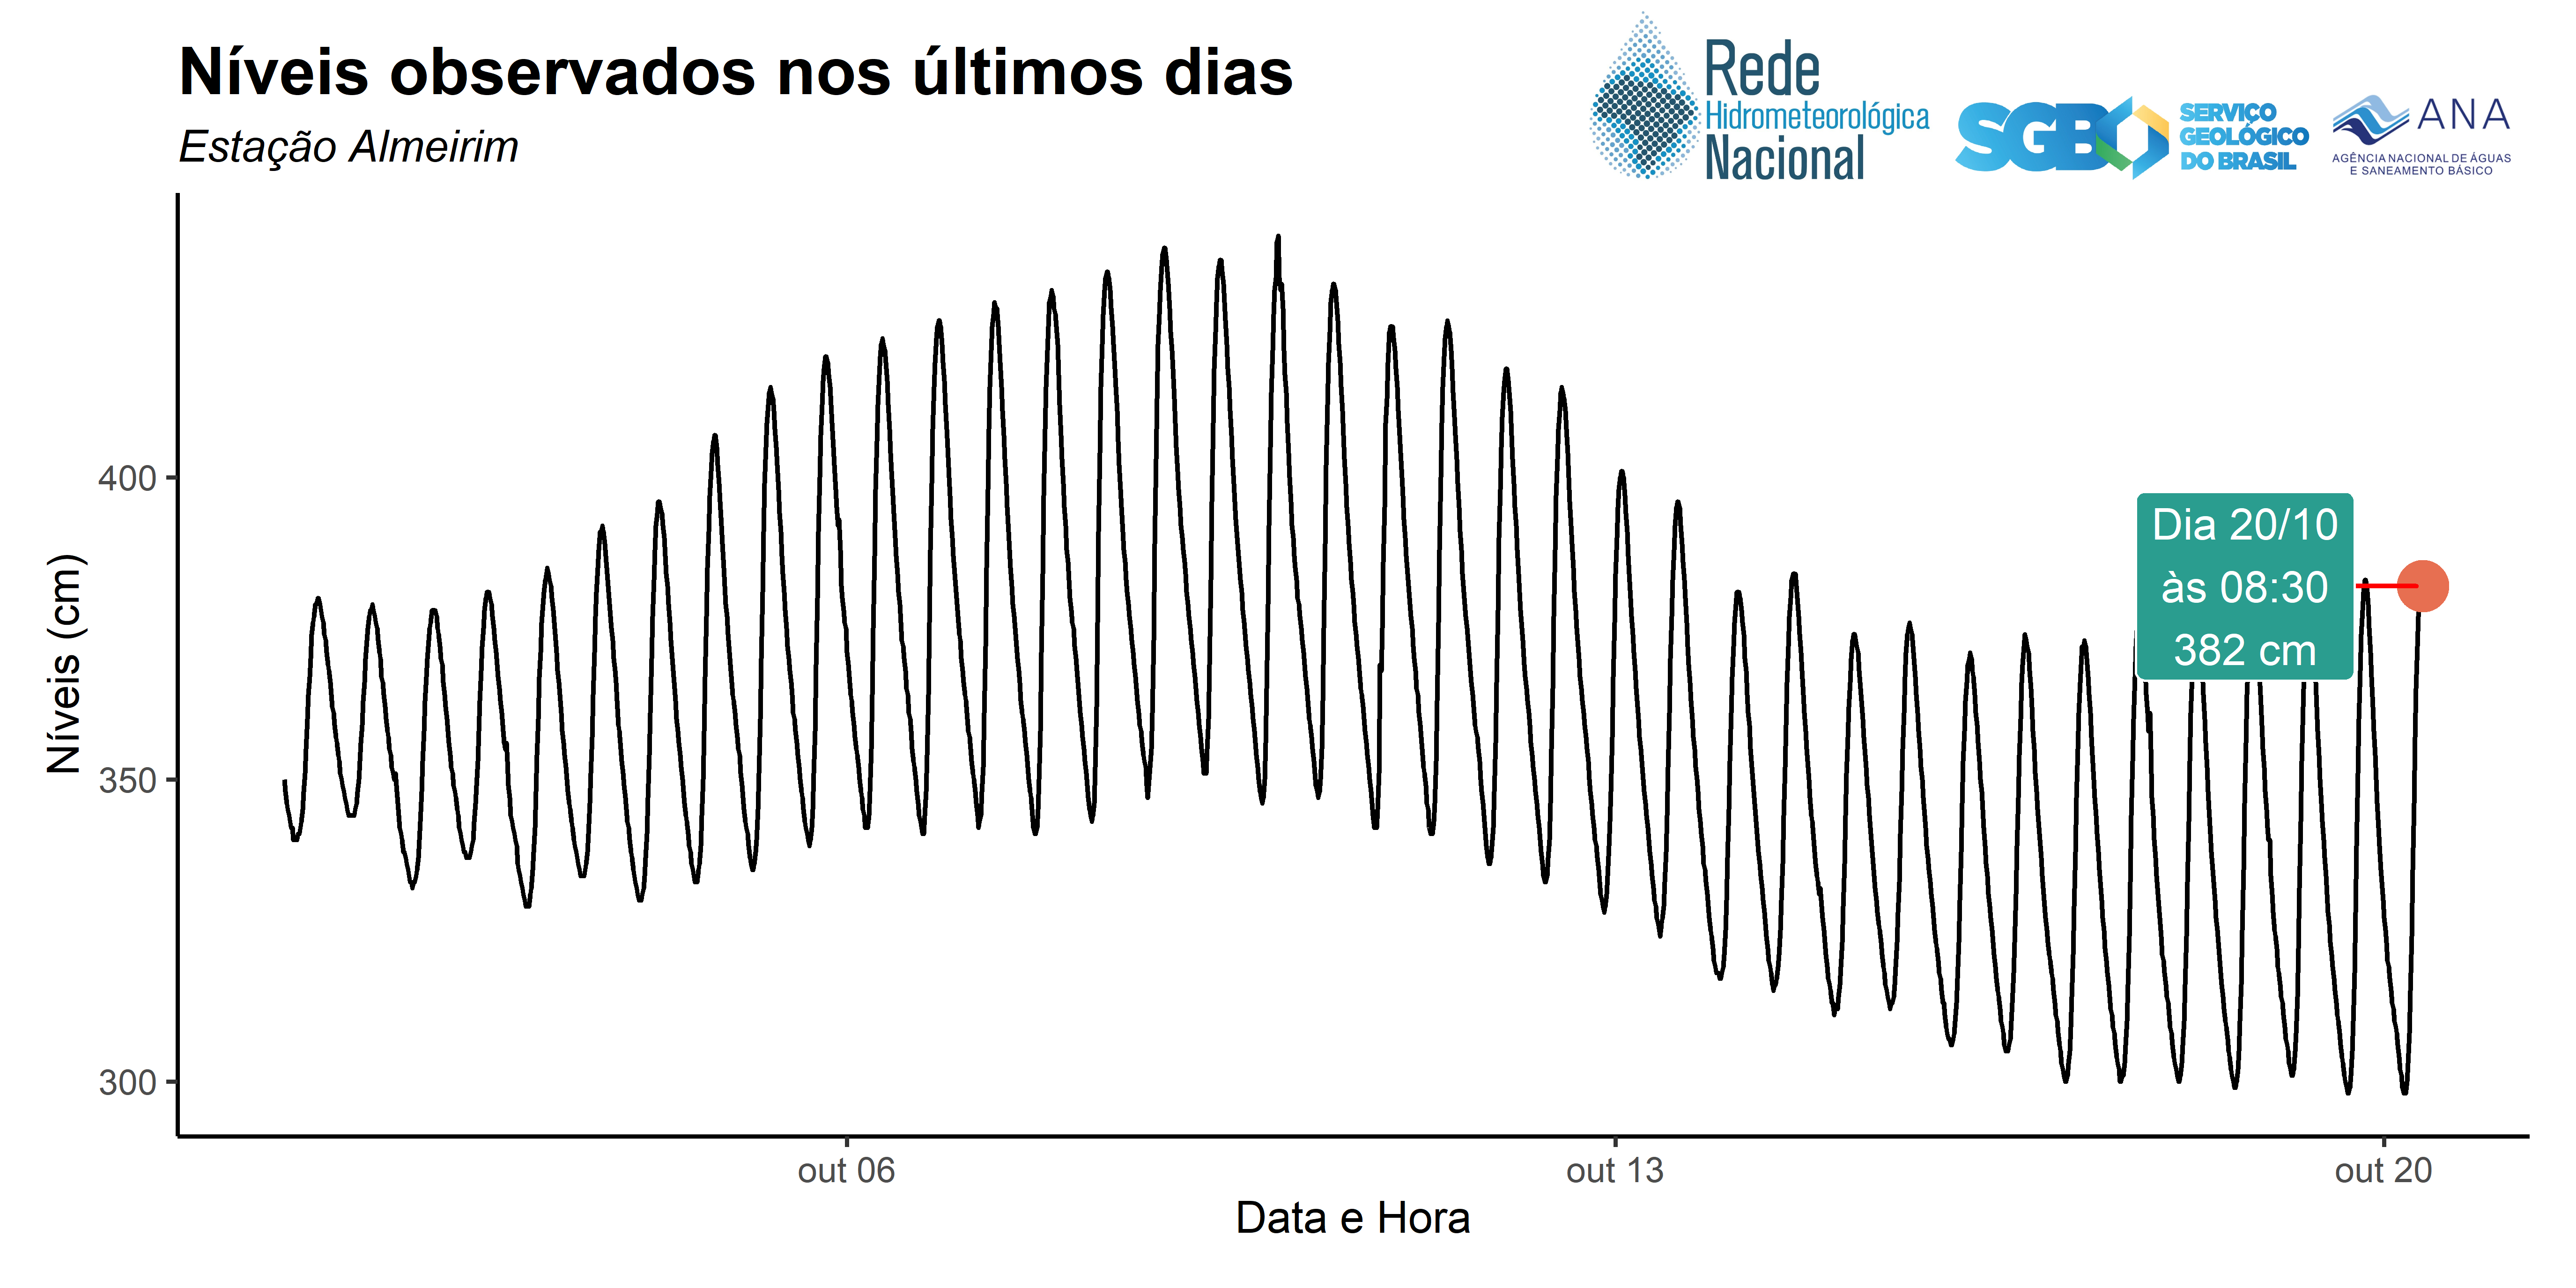 Níveis observados nos últimos dias
Estação Almeirim
Rede
Hidrometeorológica
Nacional
SGB
SERVIÇO
GEOLÓGICO
DO BRASIL
ANA
AGÊNCIA NACIONAL DE ÁGUAS
E SANEAMENTO BÁSICO
Níveis (cm)
400
350
300
Dia 20/10
às 08:30
382 cm
out 06
out 13
out 20
Data e Hora